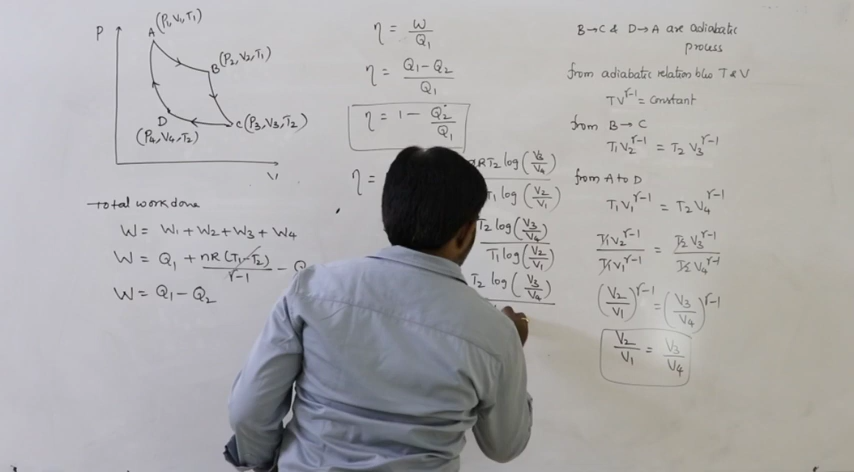 P
A (P₁,V₁,T₁)
B(P₂,V₂,T₁)
D
C(P₃,V₃,T₂)
(P₄,V₄,T₂)
V
Total work done
W = W₁ + W₂ + W₃ + W₄
W = Q₁ + nR(T₁-T₂)/r-1 - Q
W = Q₁ - Q₂
η = W/Q₁
η = Q₁-Q₂/Q₁
η = 1 - Q₂/Q₁
η =
RT₂ log(V₃/V₄)
T₁ log(V₂/V₁)
T₂ log(V₃/V₄)
T₁ log(V₂/V₁)
T₂ log(V₃/V₄)
B→C & D→A are adiabatic
process
from adiabatic relation b/w T & V
TV^r-1 = constant
from B→C
T₁V₂^r-1 = T₂V₃^r-1
from A to D
T₁V₁^r-1 = T₂V₄^r-1
T₁V₂^r-1/T₁V₁^r-1 = T₂V₃^r-1/T₂V₄^r-1
(V₂/V₁)^r-1 = (V₃/V₄)^r-1
V₂/V₁ = V₃/V₄